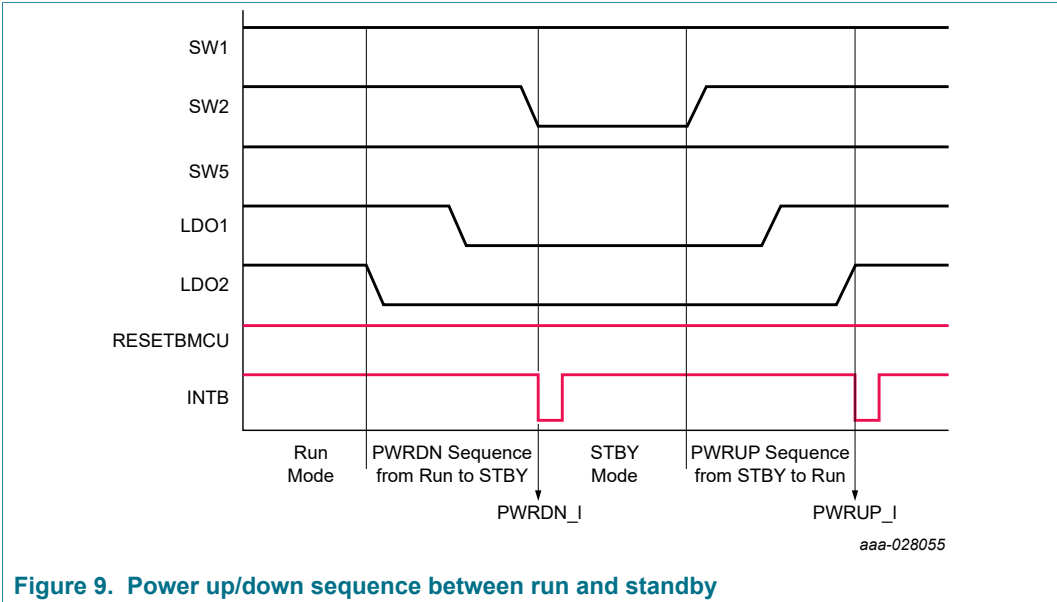 SW1
SW2
SW5
LDO1
LDO2
RESETBMCU
INTB
Run
Mode
PWRDN Sequence
from Run to STBY
STBY
Mode
PWRUP Sequence
from STBY to Run
PWRDN_I
PWRUP_I
aaa-028055
Figure 9. Power up/down sequence between run and standby